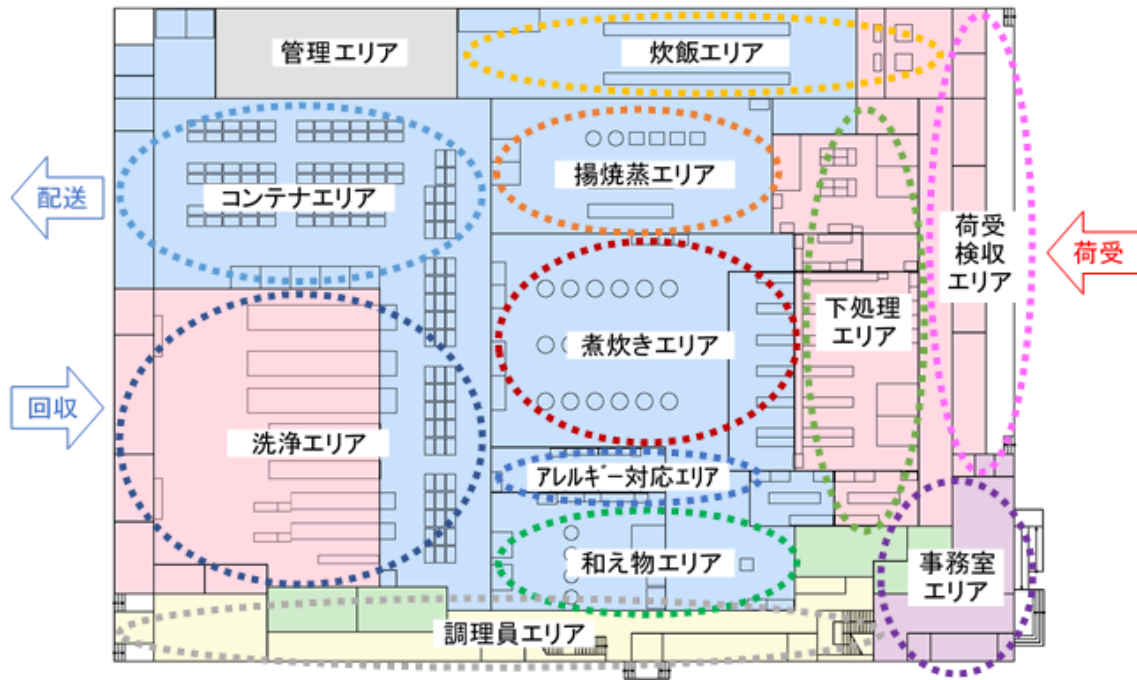 管理エリア
炊飯エリア
揚焼蒸エリア
コンテナエリア
配送
荷受
検収
エリア
荷受
下処理
エリア
煮炊きエリア
回収
洗浄エリア
アレルギー対応エリア
和え物エリア
事務室
エリア
調理員エリア